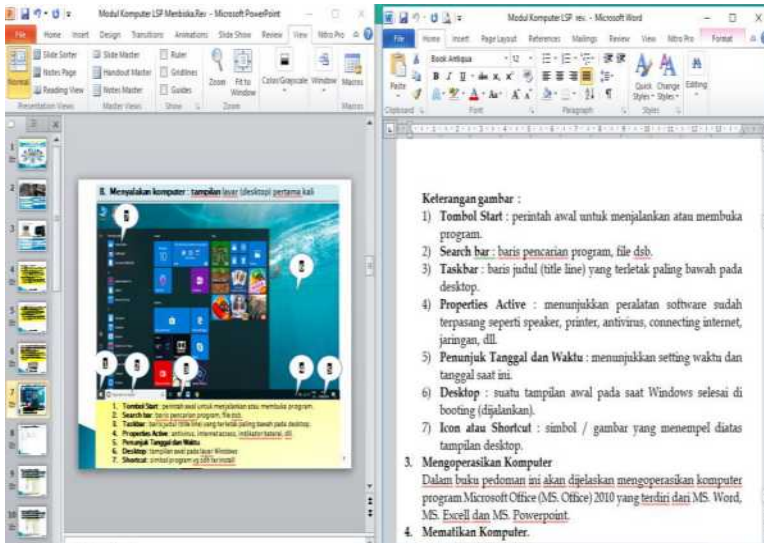 Modul Komputer LSP Menbiska.Rev - Microsoft PowerPoint
File Home Insert Design Transitions Animations Slide Show Review View Nitro Pro
Normal
Slide Sorter
Notes Page
Reading View
Presentation Views
Slide Master
Handout Master
Notes Master
Master Views
Ruler
Gridlines
Guides
Show
Zoom
Fit to
Window
Zoom
Color/Grayscale
Window
Macros
Macros
1
2
3
4
5
6
7
8
9
10
B. Menyalakan komputer : tampilan layar (desktop) pertama kali
1. Tombol Start : perintah awal untuk menjalankan atau membuka program.
2. Search bar : baris pencarian program, file dsb.
3. Taskbar : baris judul (title line) yang terletak paling bawah pada desktop.
4. Properties Active : antivirus, internet access, indikator baterai, dll
5. Penunjuk Tanggal dan Waktu
6. Desktop : tampilan awal pada layar Windows
7. Shortcut : simbol program yg sdh terinstall
Modul Komputer LSP rev. - Microsoft Word
File Home Insert Page Layout References Mailings Review View Nitro Pro Format
Paste
Clipboard
Book Antiqua 12
Font
Paragraph
Quick
Styles
Change
Styles
Styles
Editing
Keterangan gambar :
1) Tombol Start : perintah awal untuk menjalankan atau membuka
program.
2) Search bar : baris pencarian program, file dsb.
3) Taskbar : baris judul (title line) yang terletak paling bawah pada
desktop.
4) Properties Active : menunjukkan peralatan software sudah
terpasang seperti speaker, printer, antivirus, connecting internet,
jaringan, dll.
5) Penunjuk Tanggal dan Waktu : menunjukkan setting waktu dan
tanggal saat ini.
6) Desktop : suatu tampilan awal pada saat Windows selesai di
booting (dijalankan).
7) Icon atau Shortcut : simbol / gambar yang menempel diatas
tampilan desktop.
3. Mengoperasikan Komputer
Dalam buku pedoman ini akan dijelaskan mengoperasikan komputer
program Microsoft Office (MS. Office) 2010 yang terdiri dari MS. Word,
MS. Excell dan MS. Powerpoint.
4. Mematikan Komputer.